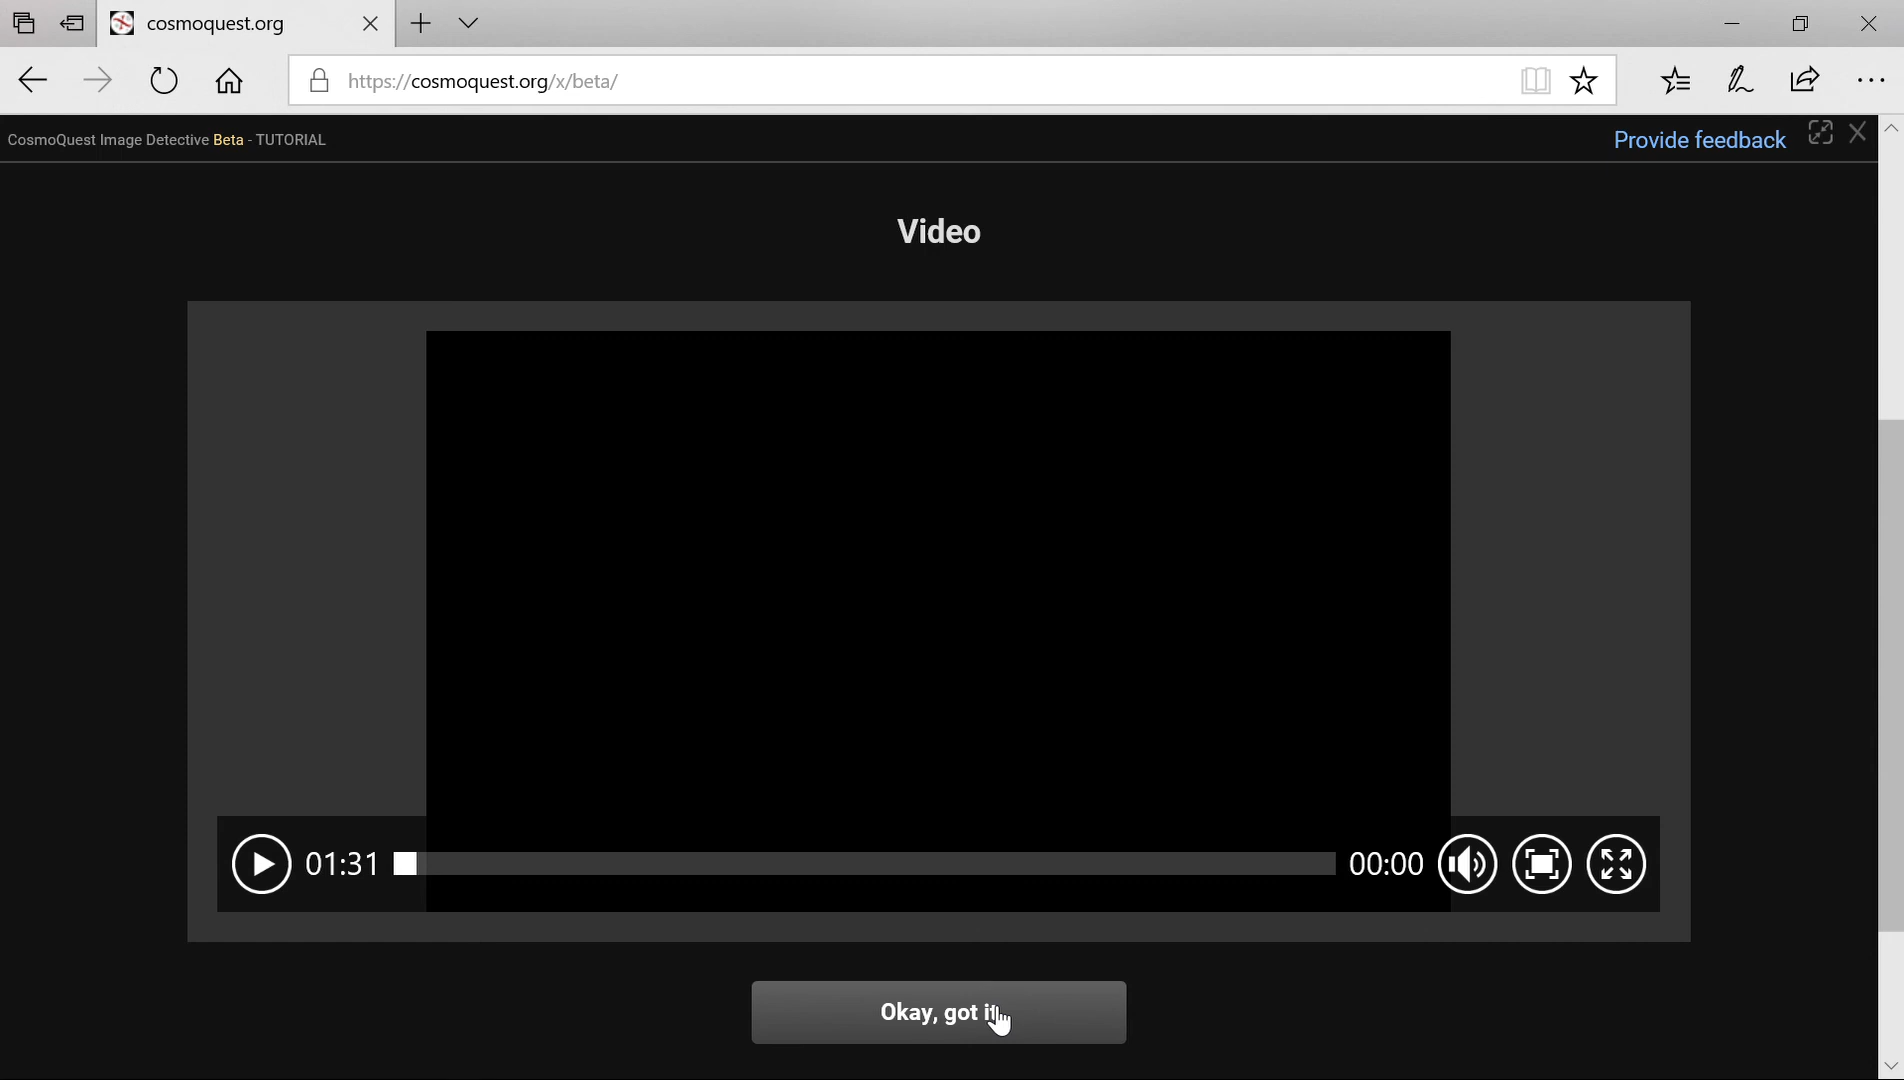 cosmoquest.org
https://cosmoquest.org/x/beta/
CosmoQuest Image Detective Beta - TUTORIAL
Provide feedback
Video
01:31
00:00
Okay, got it